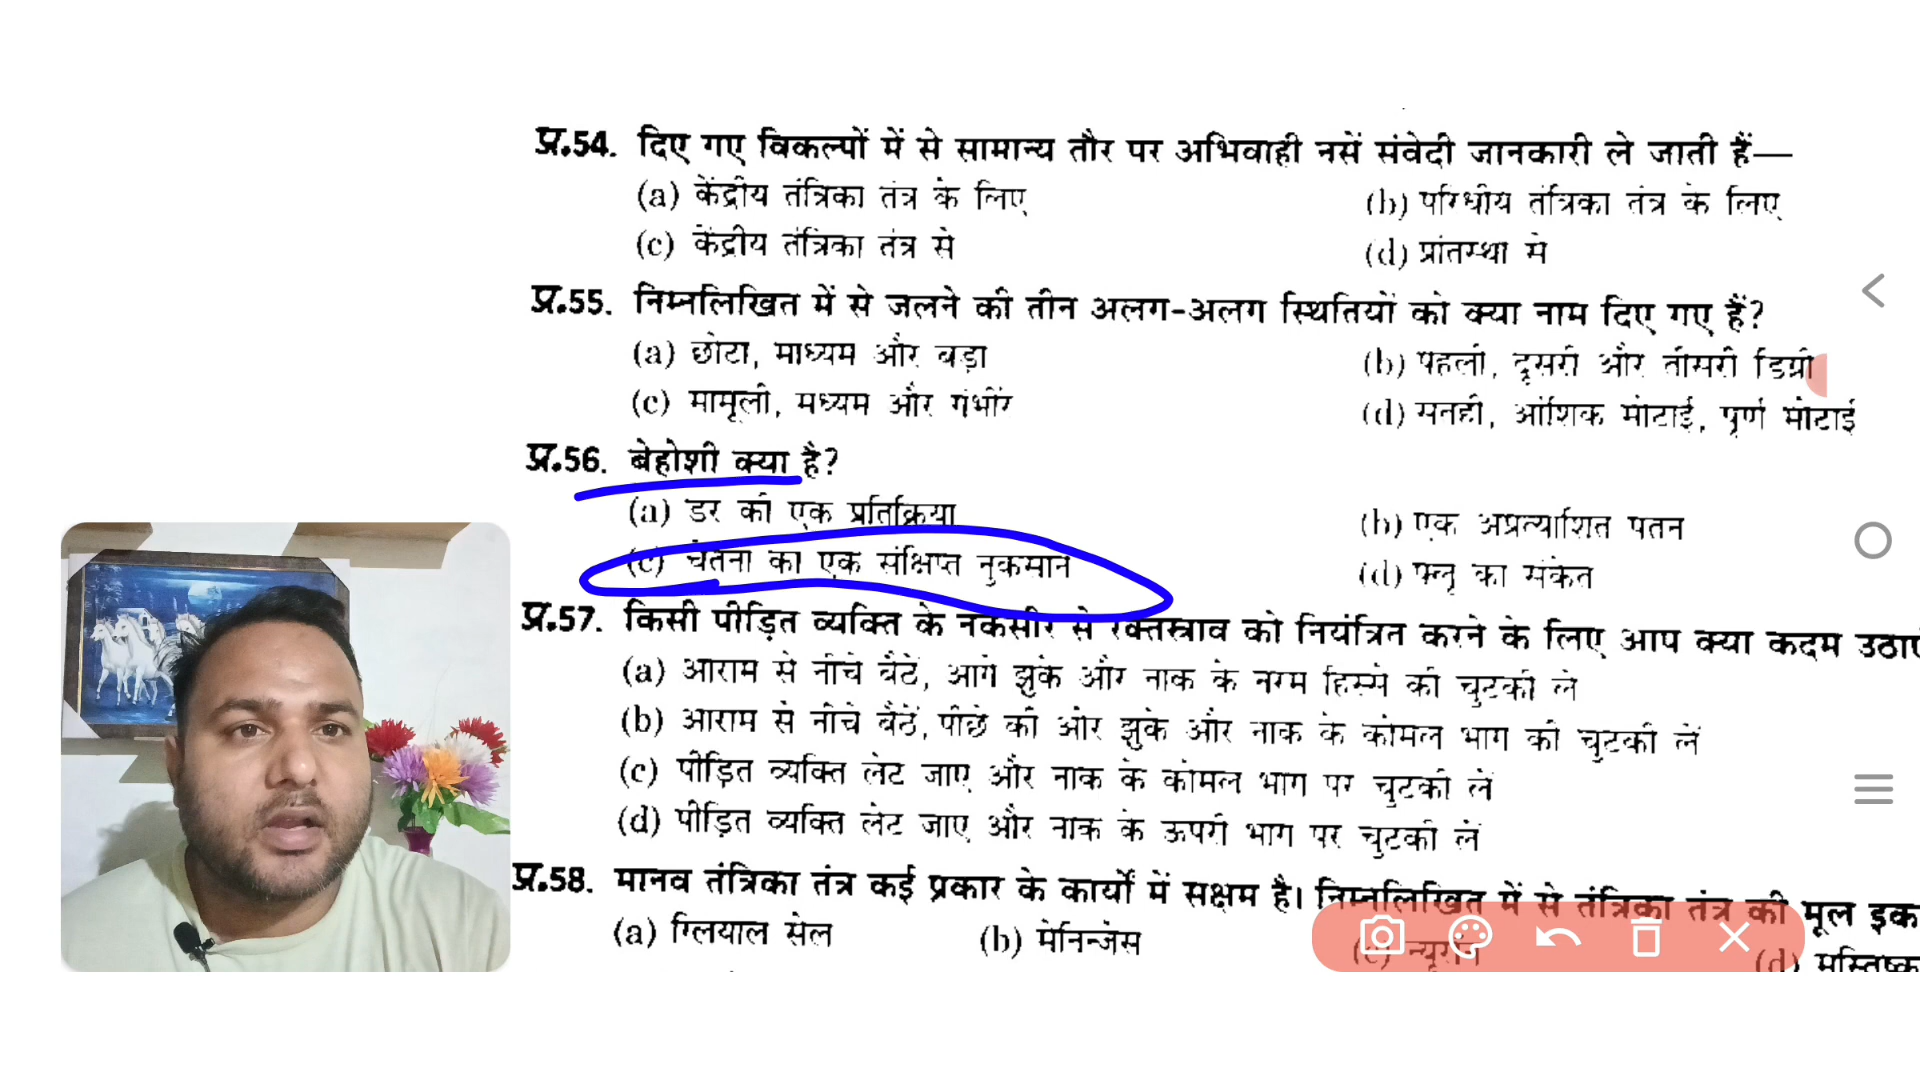 प्र.54. दिए गए विकल्पों में से सामान्य तौर पर अभिवाही नसें संवेदी जानकारी ले जाती हैं—
(a) केंद्रीय तंत्रिका तंत्र के लिए (b) परिधीय तंत्रिका तंत्र के लिए
(c) केंद्रीय तंत्रिका तंत्र से (d) प्रांतस्था से
प्र.55. निम्नलिखित में से जलने की तीन अलग-अलग स्थितियों को क्या नाम दिए गए हैं?
(a) छोटा, माध्यम और बड़ा (b) पहली, दूसरी और तीसरी डिग्री
(c) मामूली, मध्यम और गंभीर (d) सतही, आंशिक मोटाई, पूर्ण मोटाई
प्र.56. बेहोशी क्या है?
(a) डर की एक प्रतिक्रिया (b) एक अप्रत्याशित पतन
(c) चेतना का एक संक्षिप्त नुकसान (d) फ्लू का संकेत
प्र.57. किसी पीड़ित व्यक्ति के नकसीर से रक्तस्त्राव को नियंत्रित करने के लिए आप क्या कदम
(a) आराम से नीचे बैठें, आगे झुके और नाक के नरम हिस्से की चुटकी लें
(b) आराम से नीचे बैठें, पीछे की ओर झुके और नाक के कोमल भाग की चुटकी लें
(c) पीड़ित व्यक्ति लेट जाए और नाक के कोमल भाग पर चुटकी लें
(d) पीड़ित व्यक्ति लेट जाए और नाक के ऊपरी भाग पर चुटकी लें
प्र.58. मानव तंत्रिका तंत्र कई प्रकार के कार्यों में सक्षम है। निम्नलिखित में से तंत्रिका तंत्र की मूल
(a) ग्लियाल सेल (b) मेनिन्जेस (c) न्यूरॉन (d)